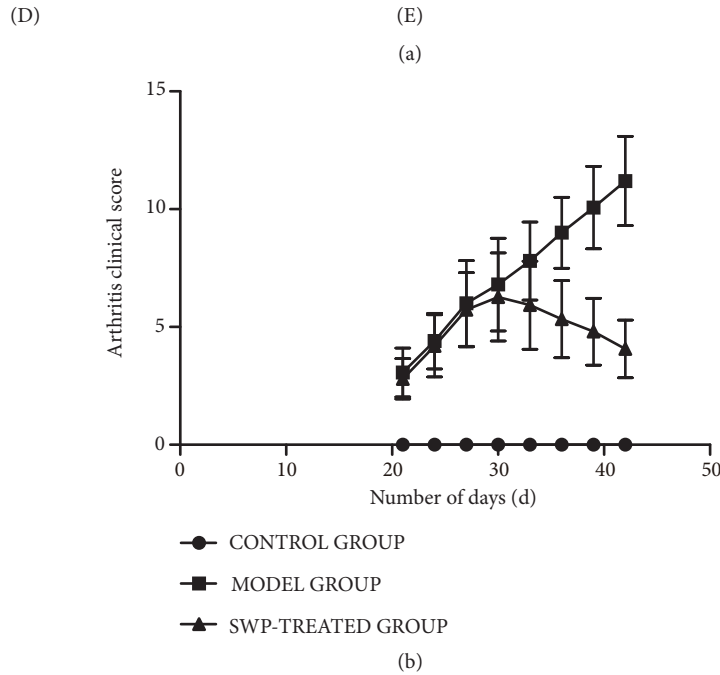 (D) (E)
(a)
15
10
5
0
Arthritis clinical score
0 10 20 30 40 50
Number of days (d)
CONTROL GROUP
MODEL GROUP
SWP-TREATED GROUP
(b)